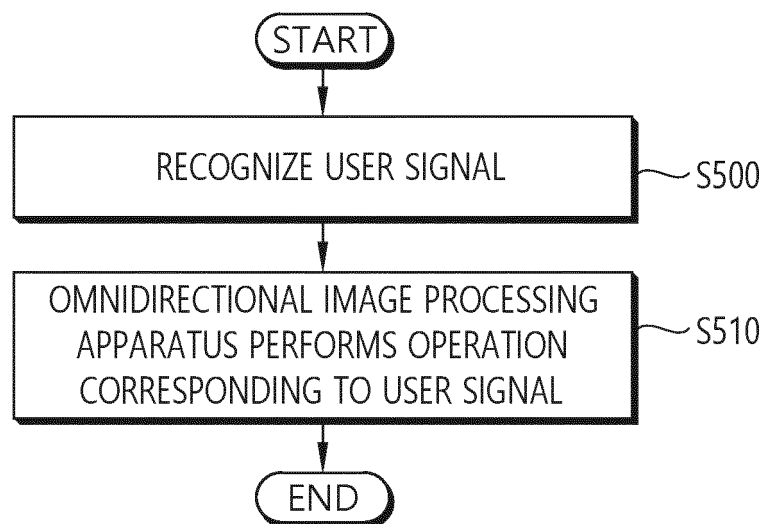 START
RECOGNIZE USER SIGNAL
S500
OMNIDIRECTIONAL IMAGE PROCESSING
APPARATUS PERFORMS OPERATION
CORRESPONDING TO USER SIGNAL
S510
END